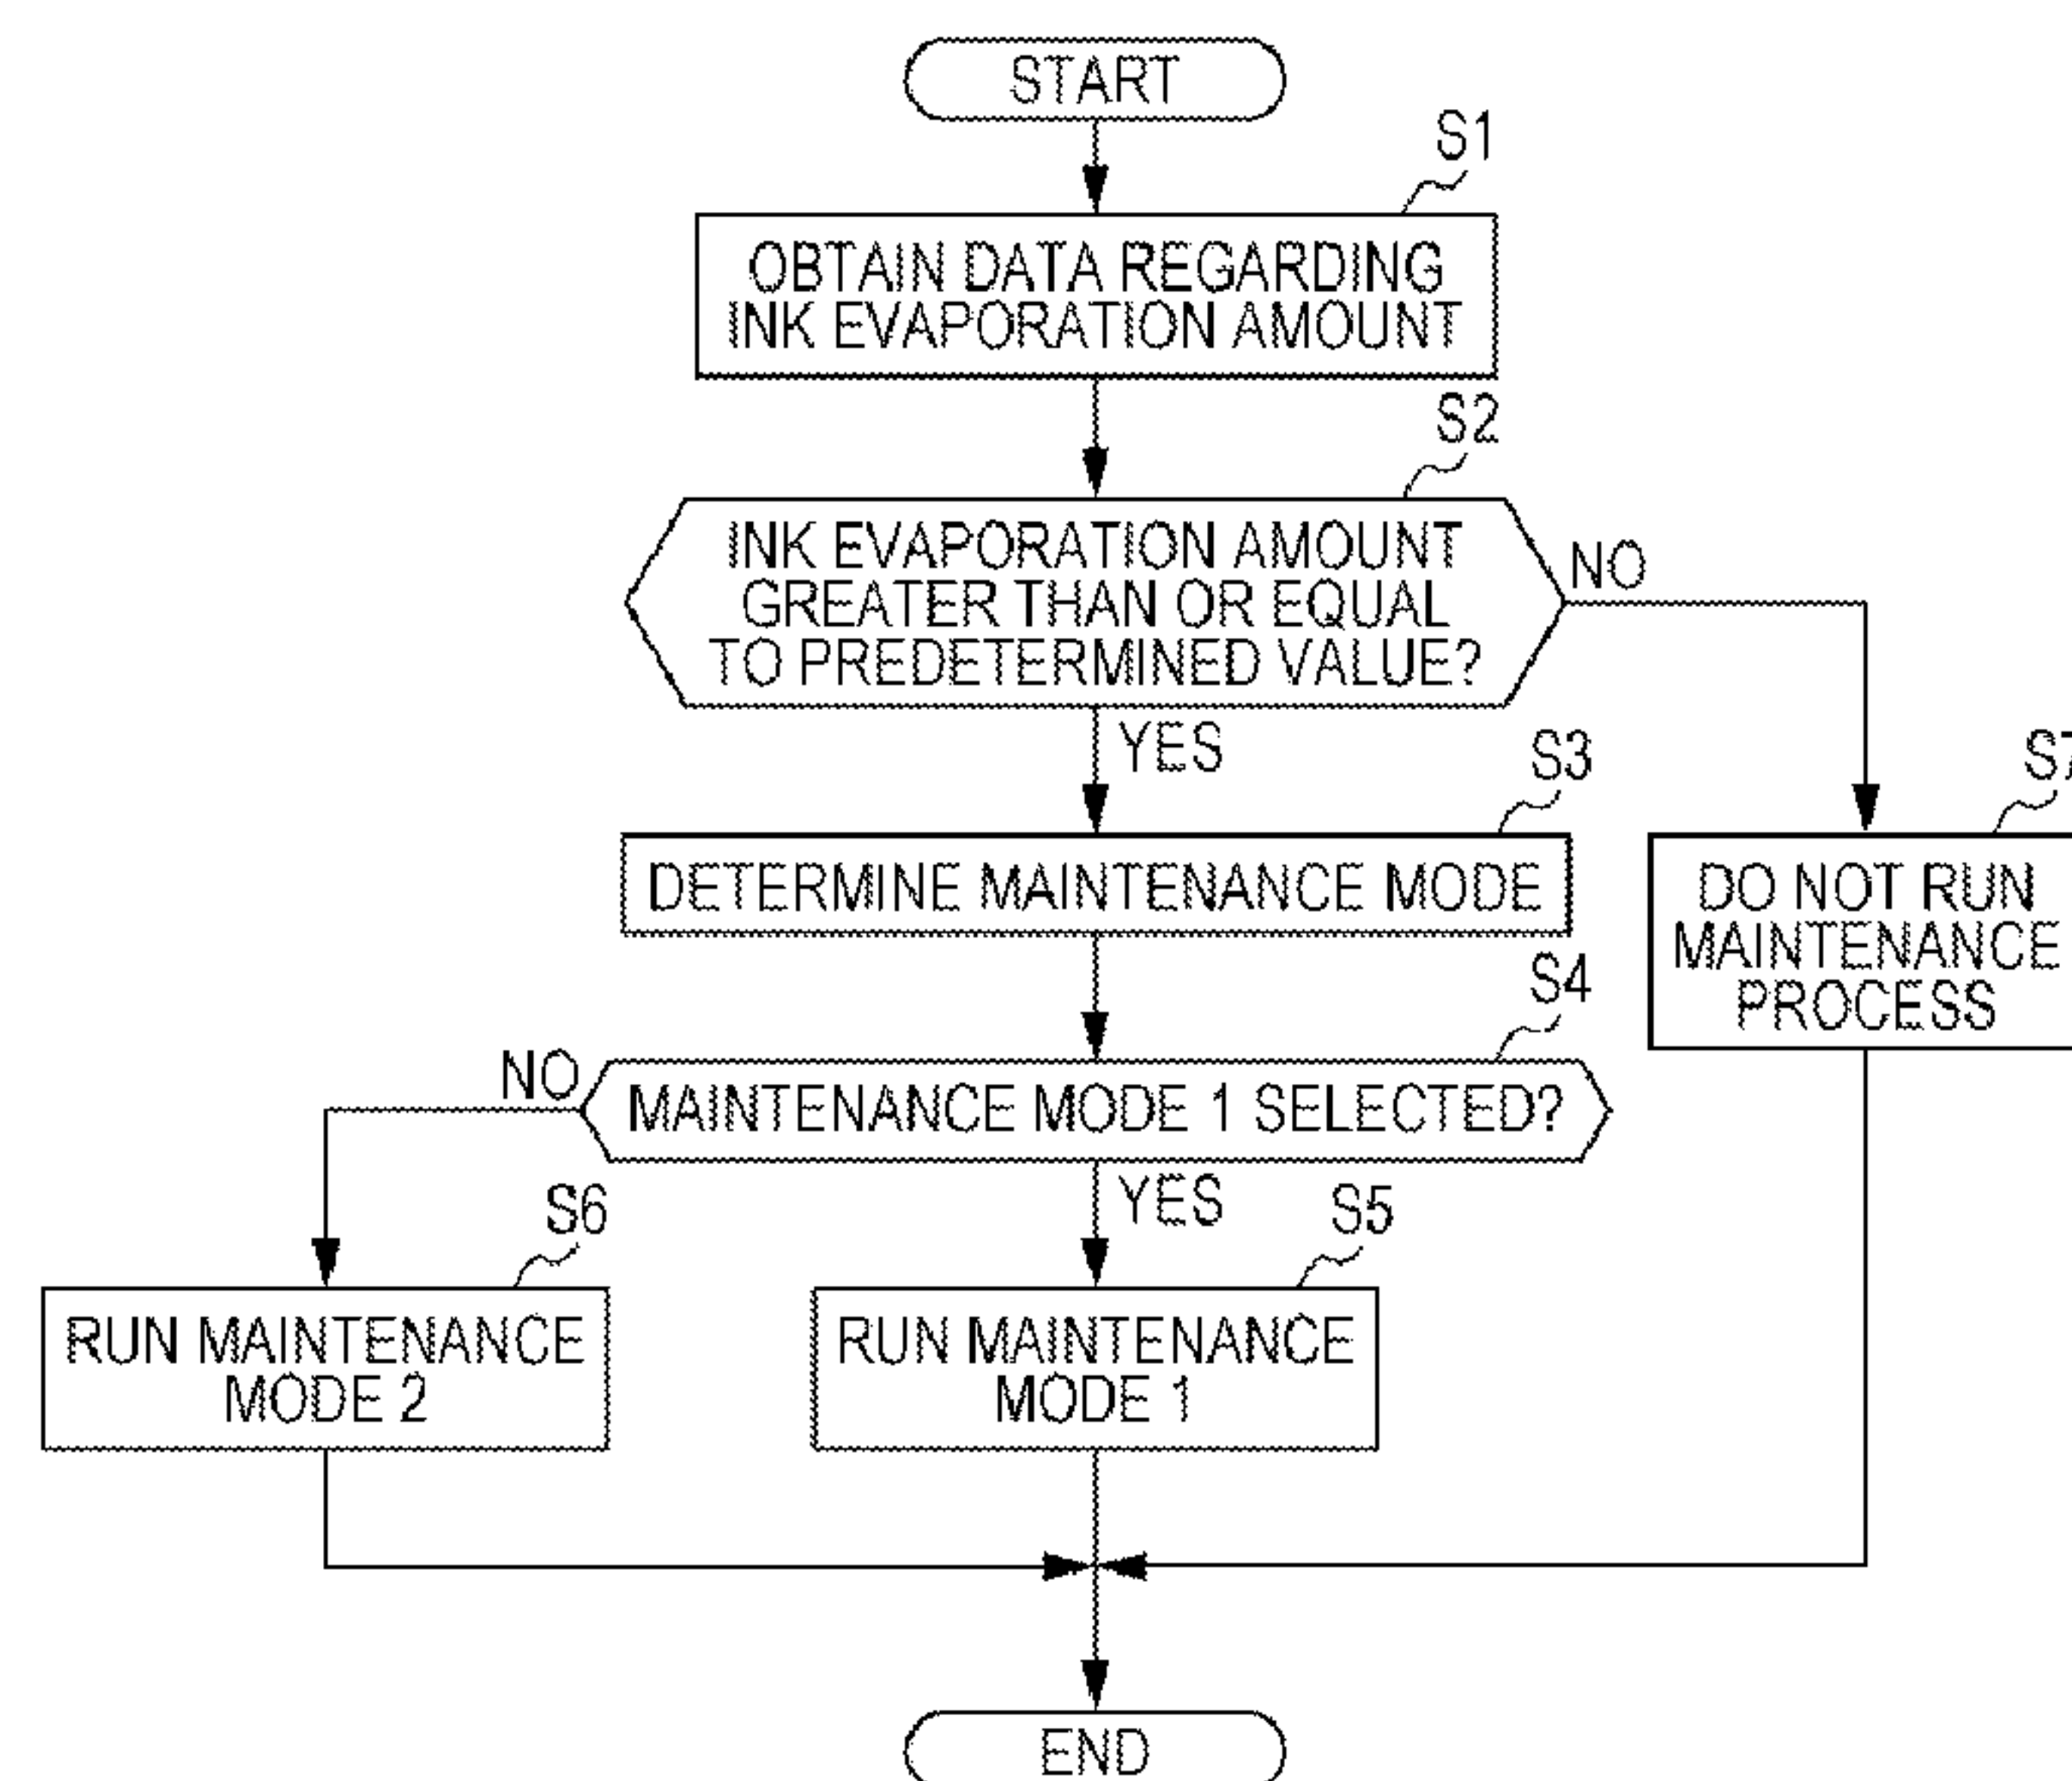 START
S1
OBTAIN DATA REGARDING
INK EVAPORATION AMOUNT
S2
INK EVAPORATION AMOUNT
GREATER THAN OR EQUAL
TO PREDETERMINED VALUE?
NO
YES
S3
S7
DETERMINE MAINTENANCE MODE
DO NOT RUN
MAINTENANCE
PROCESS
S4
NO
MAINTENANCE MODE 1 SELECTED?
YES
S6
S5
RUN MAINTENANCE
MODE 2
RUN MAINTENANCE
MODE 1
END